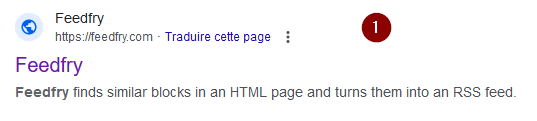 Feedfry
https://feedfry.com · Traduire cette page
1
Feedfry
Feedfry finds similar blocks in an HTML page and turns them into an RSS feed.